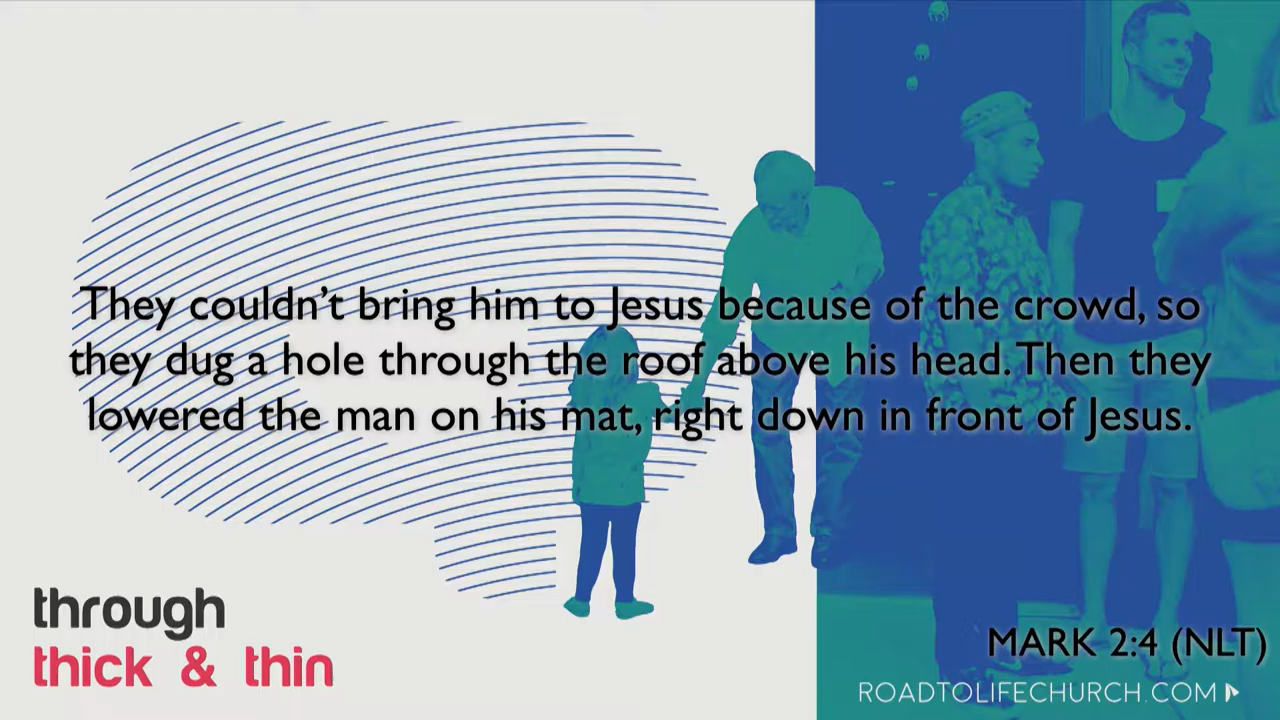 They couldn’t bring him to Jesus because of the crowd, so
they dug a hole through the roof above his head. Then they
lowered the man on his mat, right down in front of Jesus.
through
thick & thin
MARK 2:4 (NLT)
ROADTOLIFECHURCH.COM